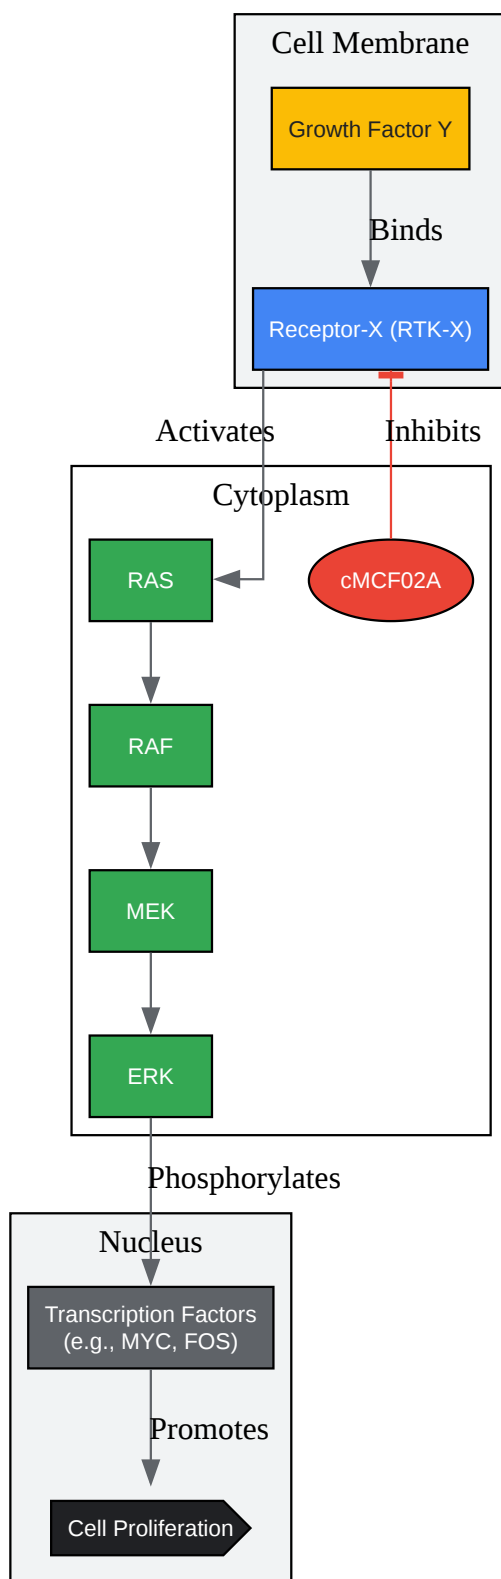 Cell Membrane
Growth Factor Y
Binds
Receptor-X (RTK-X)
Activates
Inhibits
Cytoplasm
RAS
cMCF02A
RAF
MEK
ERK
Phosphorylates
Nucleus
Transcription Factors
(e.g., MYC, FOS)
Promotes
Cell Proliferation